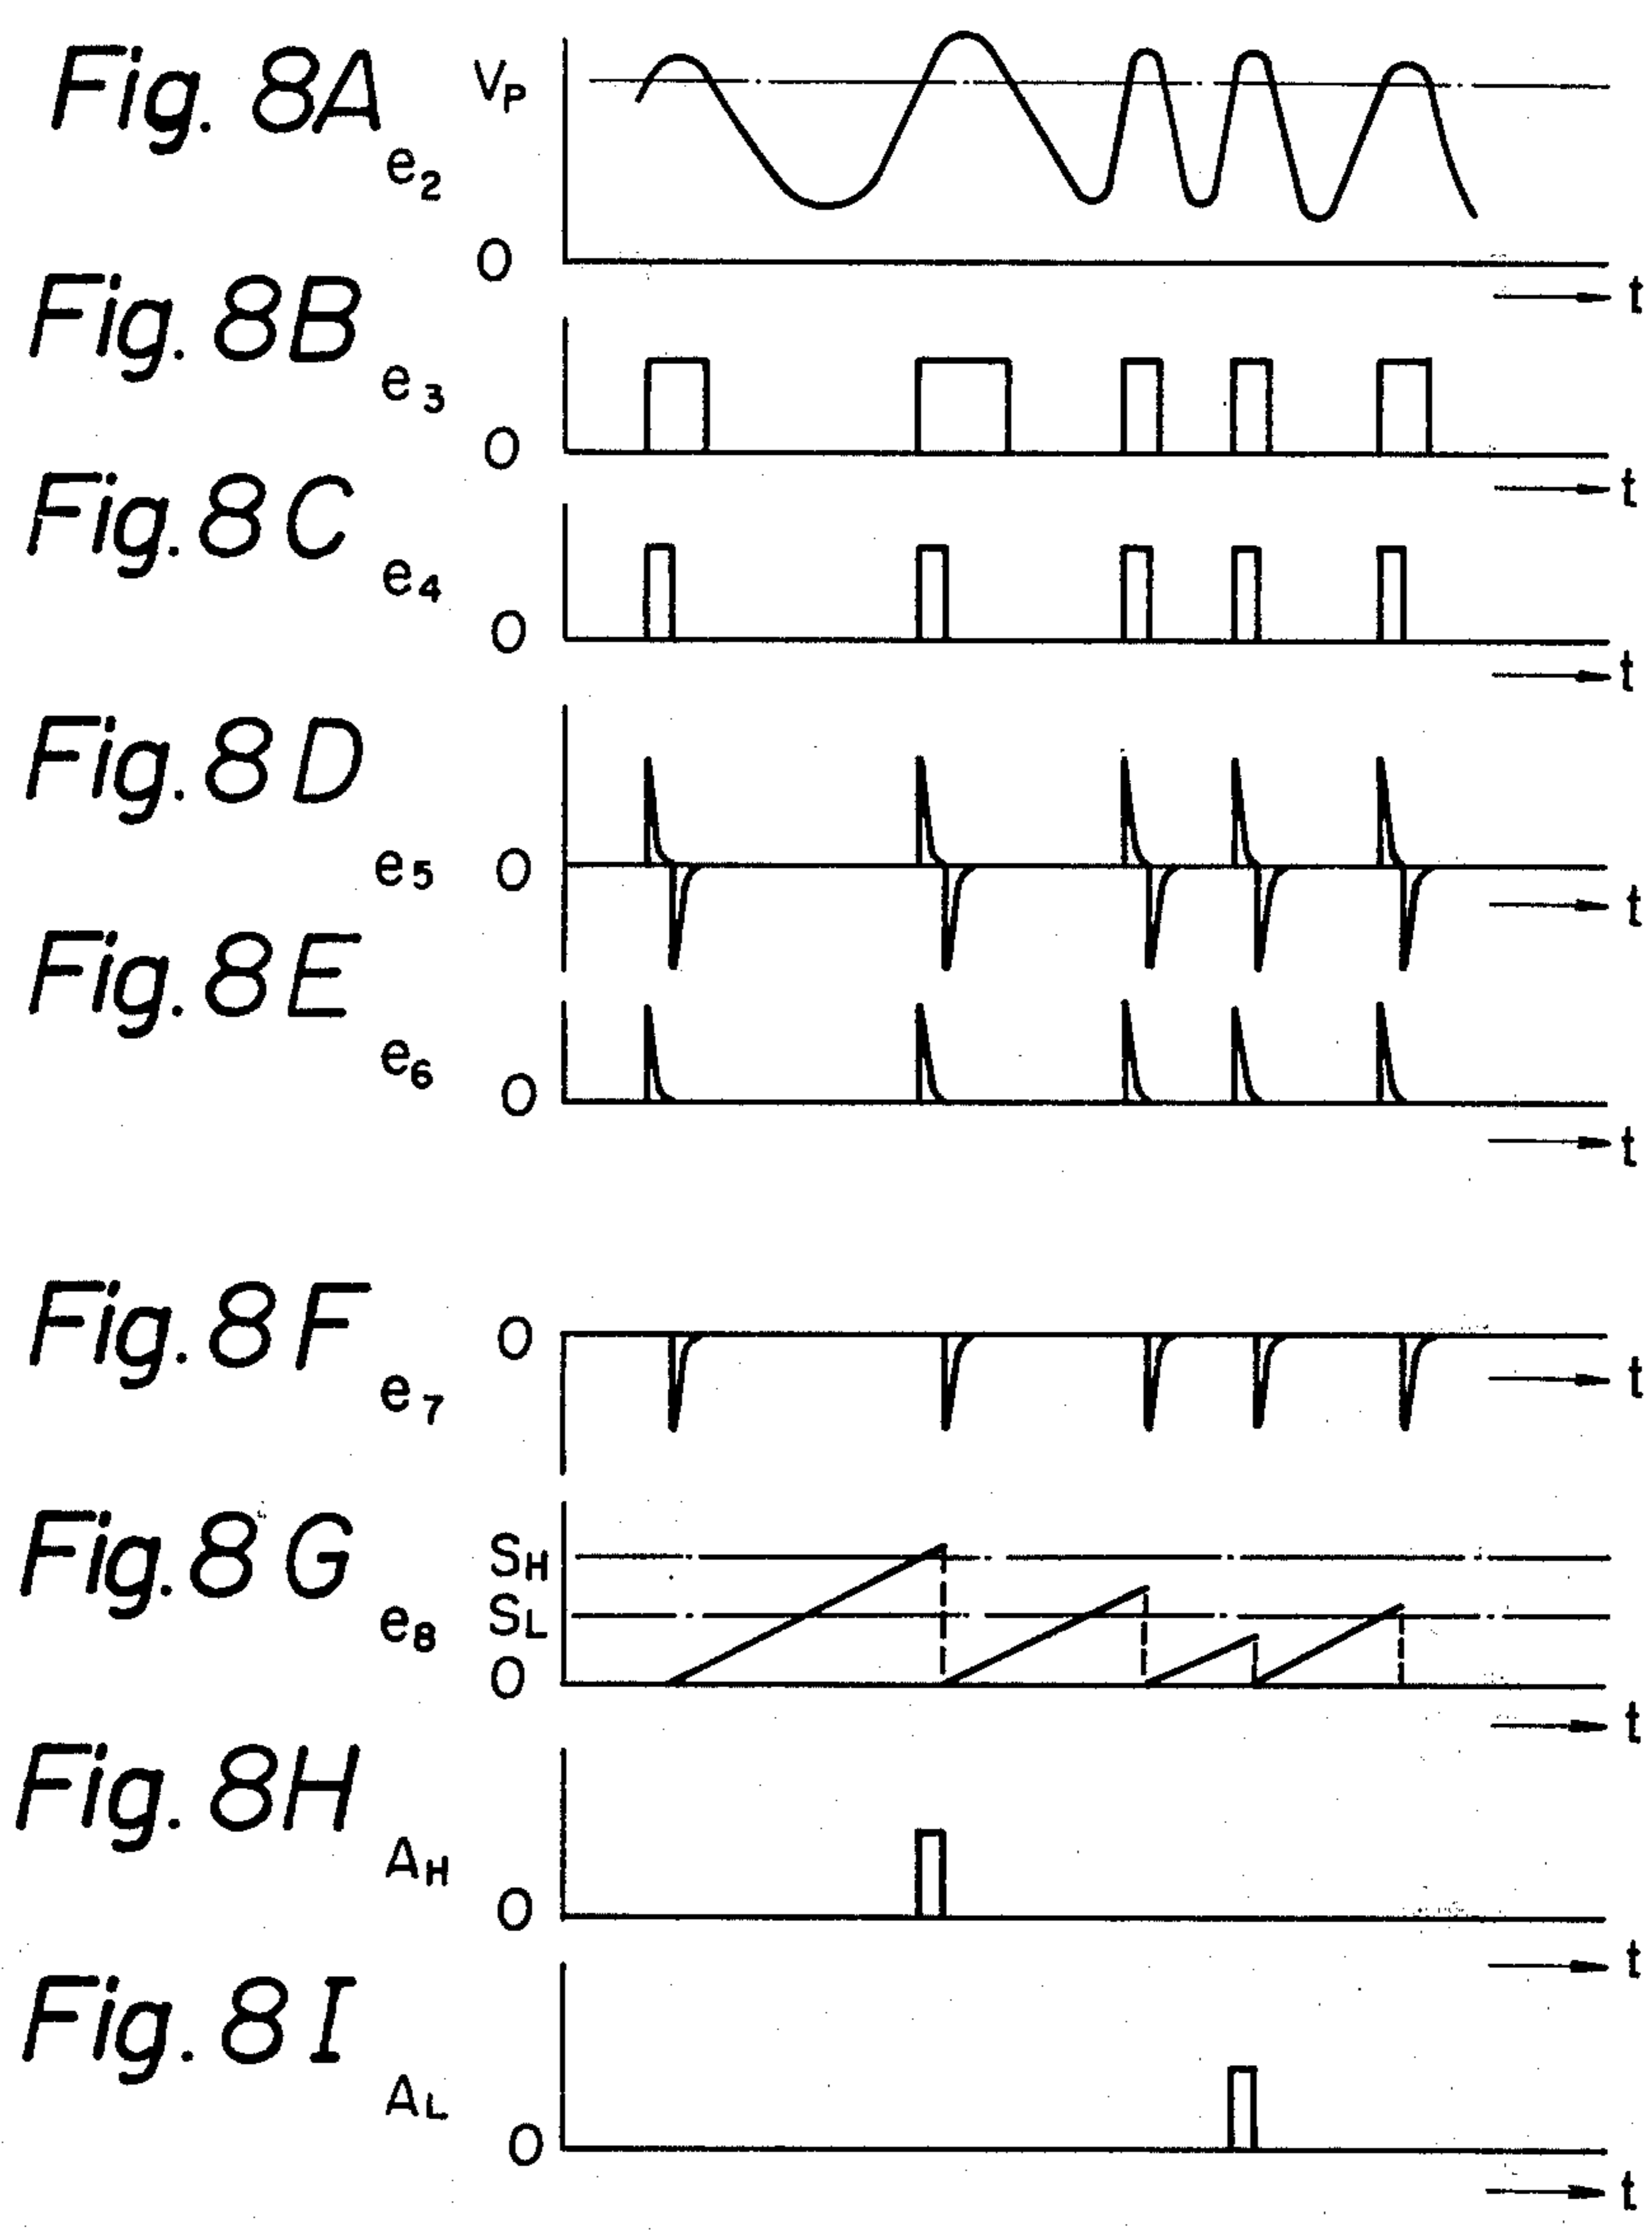 Fig. 8A
VP
e2
0
t
Fig. 8B
e3
0
t
Fig. 8C
e4
0
t
Fig. 8D
e5
0
t
Fig. 8E
e6
0
t
Fig. 8F
0
e7
t
Fig. 8G
SH
SL
e8
0
t
Fig. 8H
AH
0
t
Fig. 8I
AL
0
t